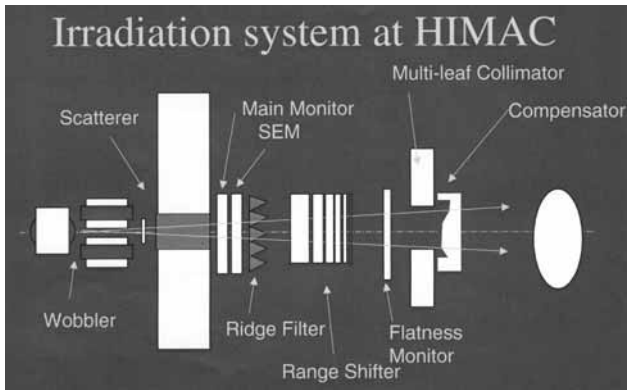 Irradiation system at HIMAC
Multi-leaf Collimator
Main Monitor
SEM
Compensator
Scatterer
Wobbler
Ridge Filter
Flatness
Monitor
Range Shifter